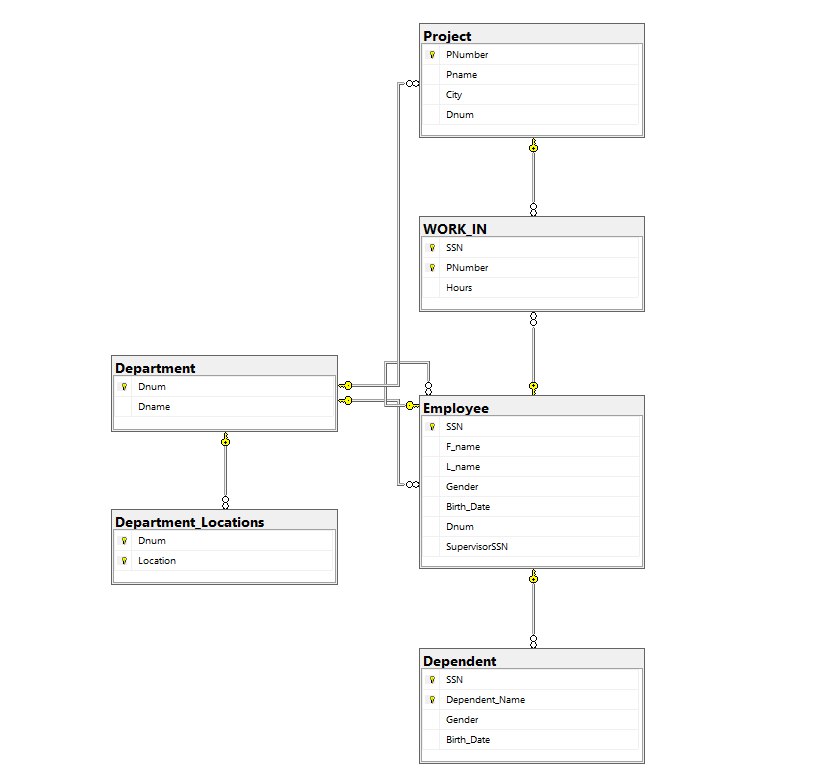 Project
PNumber
Pname
City
Dnum
WORK_IN
SSN
PNumber
Hours
Department
Dnum
Dname
Employee
SSN
F_name
L_name
Gender
Birth_Date
Dnum
SupervisorSSN
Department_Locations
Dnum
Location
Dependent
SSN
Dependent_Name
Gender
Birth_Date